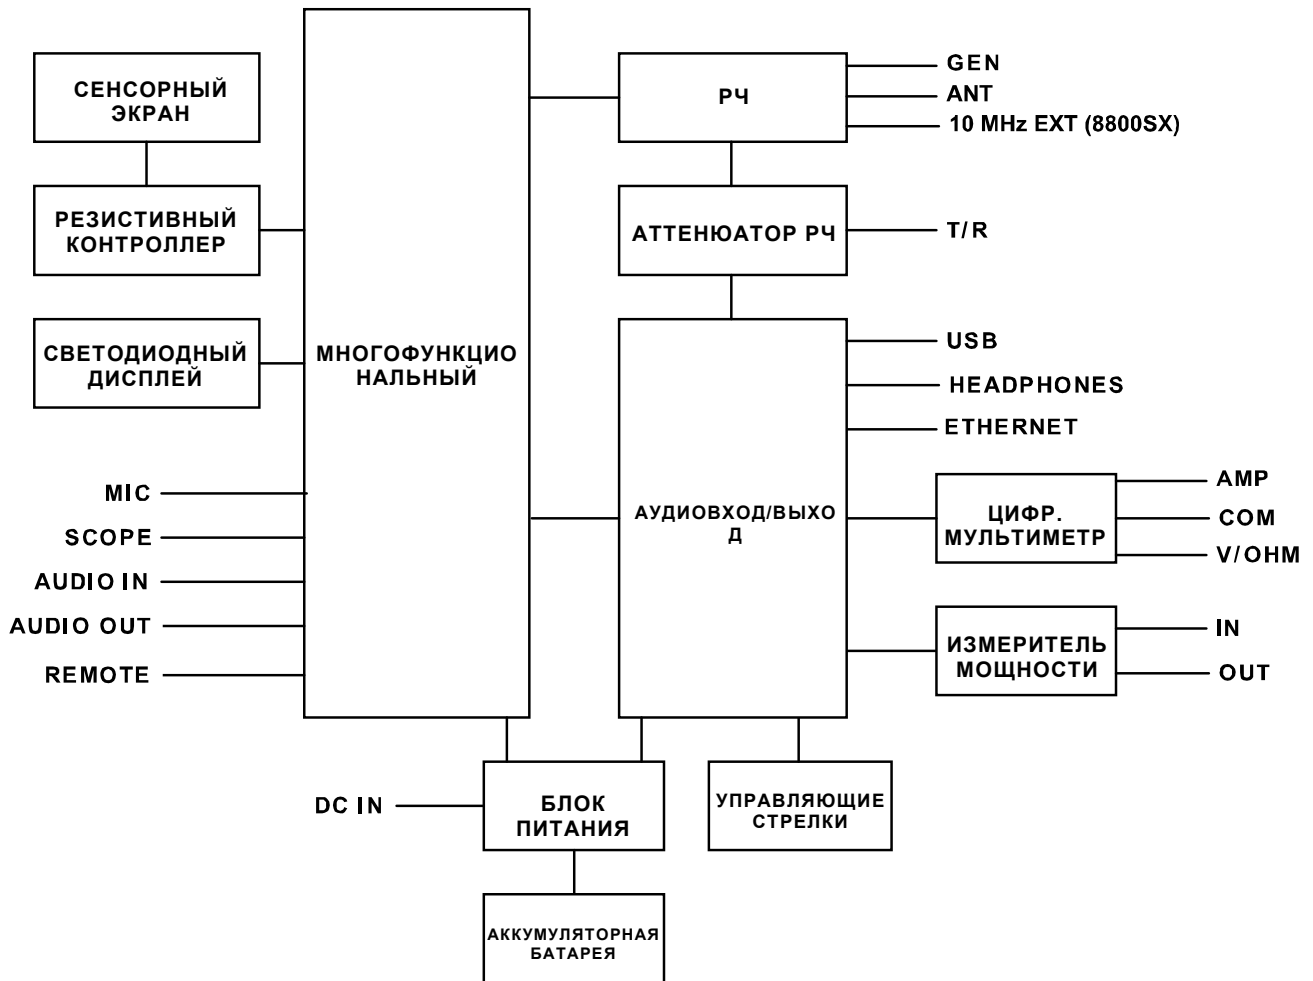 СЕНСОРНЫЙ
ЭКРАН
РЕЗИСТИВНЫЙ
КОНТРОЛЛЕР
СВЕТОДИОДНЫЙ
ДИСПЛЕЙ
MIC
SCOPE
AUDIO IN
AUDIO OUT
REMOTE
МНОГОФУНКЦИО
НАЛЬНЫЙ
РЧ
GEN
ANT
10 MHz EXT (8800SX)
АТТЕНЮАТОР РЧ
T/R
АУДИОВХОД/ВЫХО
Д
USB
HEADPHONES
ETHERNET
ЦИФР.
МУЛЬТИМЕТР
AMP
COM
V/OHM
ИЗМЕРИТЕЛЬ
МОЩНОСТИ
IN
OUT
DC IN
БЛОК
ПИТАНИЯ
УПРАВЛЯЮЩИЕ
СТРЕЛКИ
АККУМУЛЯТОРНАЯ
БАТАРЕЯ